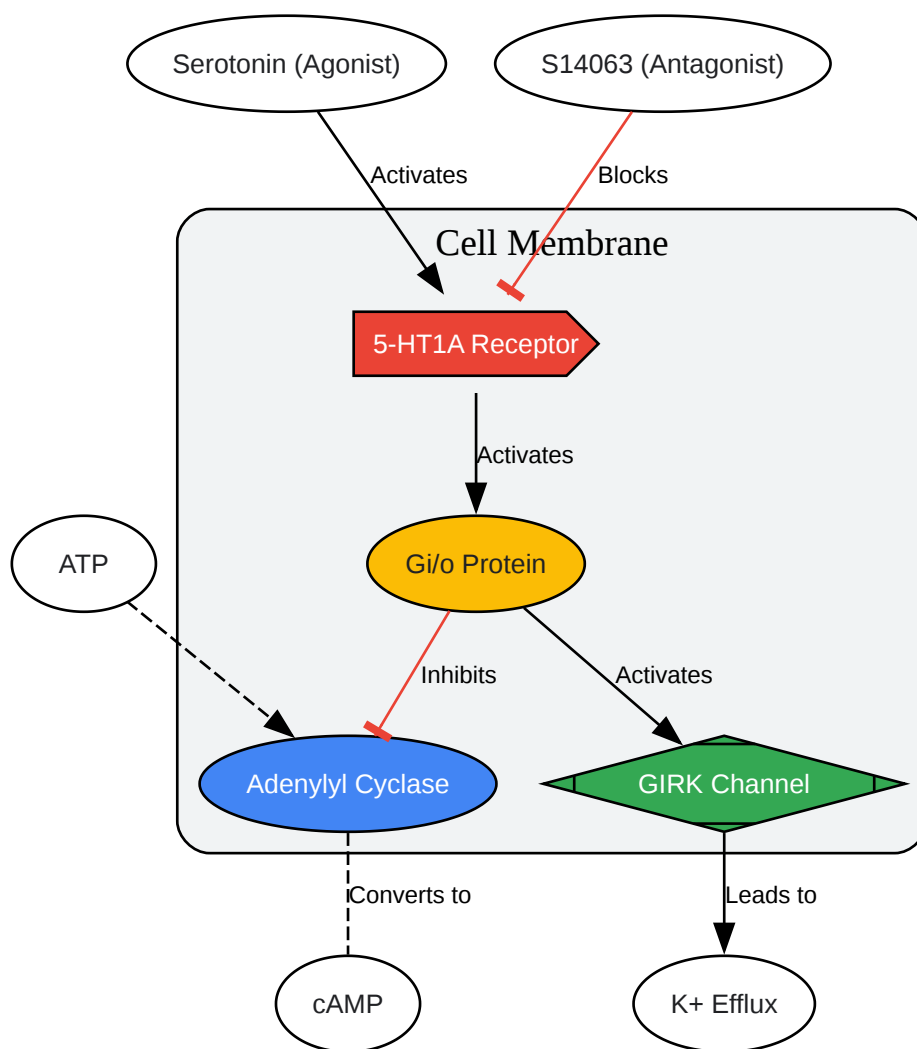 Serotonin (Agonist)
S14063 (Antagonist)
Activates
Blocks
Cell Membrane
5-HT1A Receptor
Activates
ATP
Gi/o Protein
Inhibits
Activates
Adenylyl Cyclase
GIRK Channel
Converts to
Leads to
cAMP
K+ Efflux